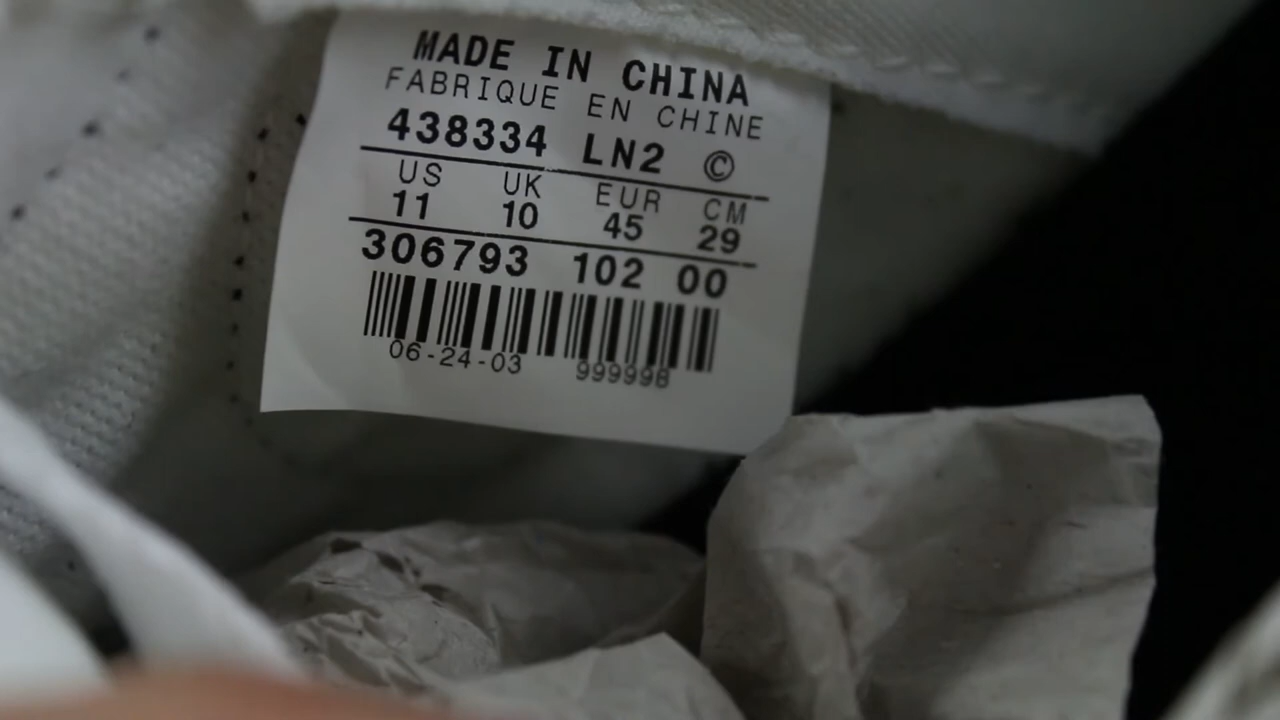 MADE IN CHINA
FABRIQUE EN CHINE
438334 LN2 ©
US UK EUR CM
11 10 45 29
306793 102 00
06-24-03 999998